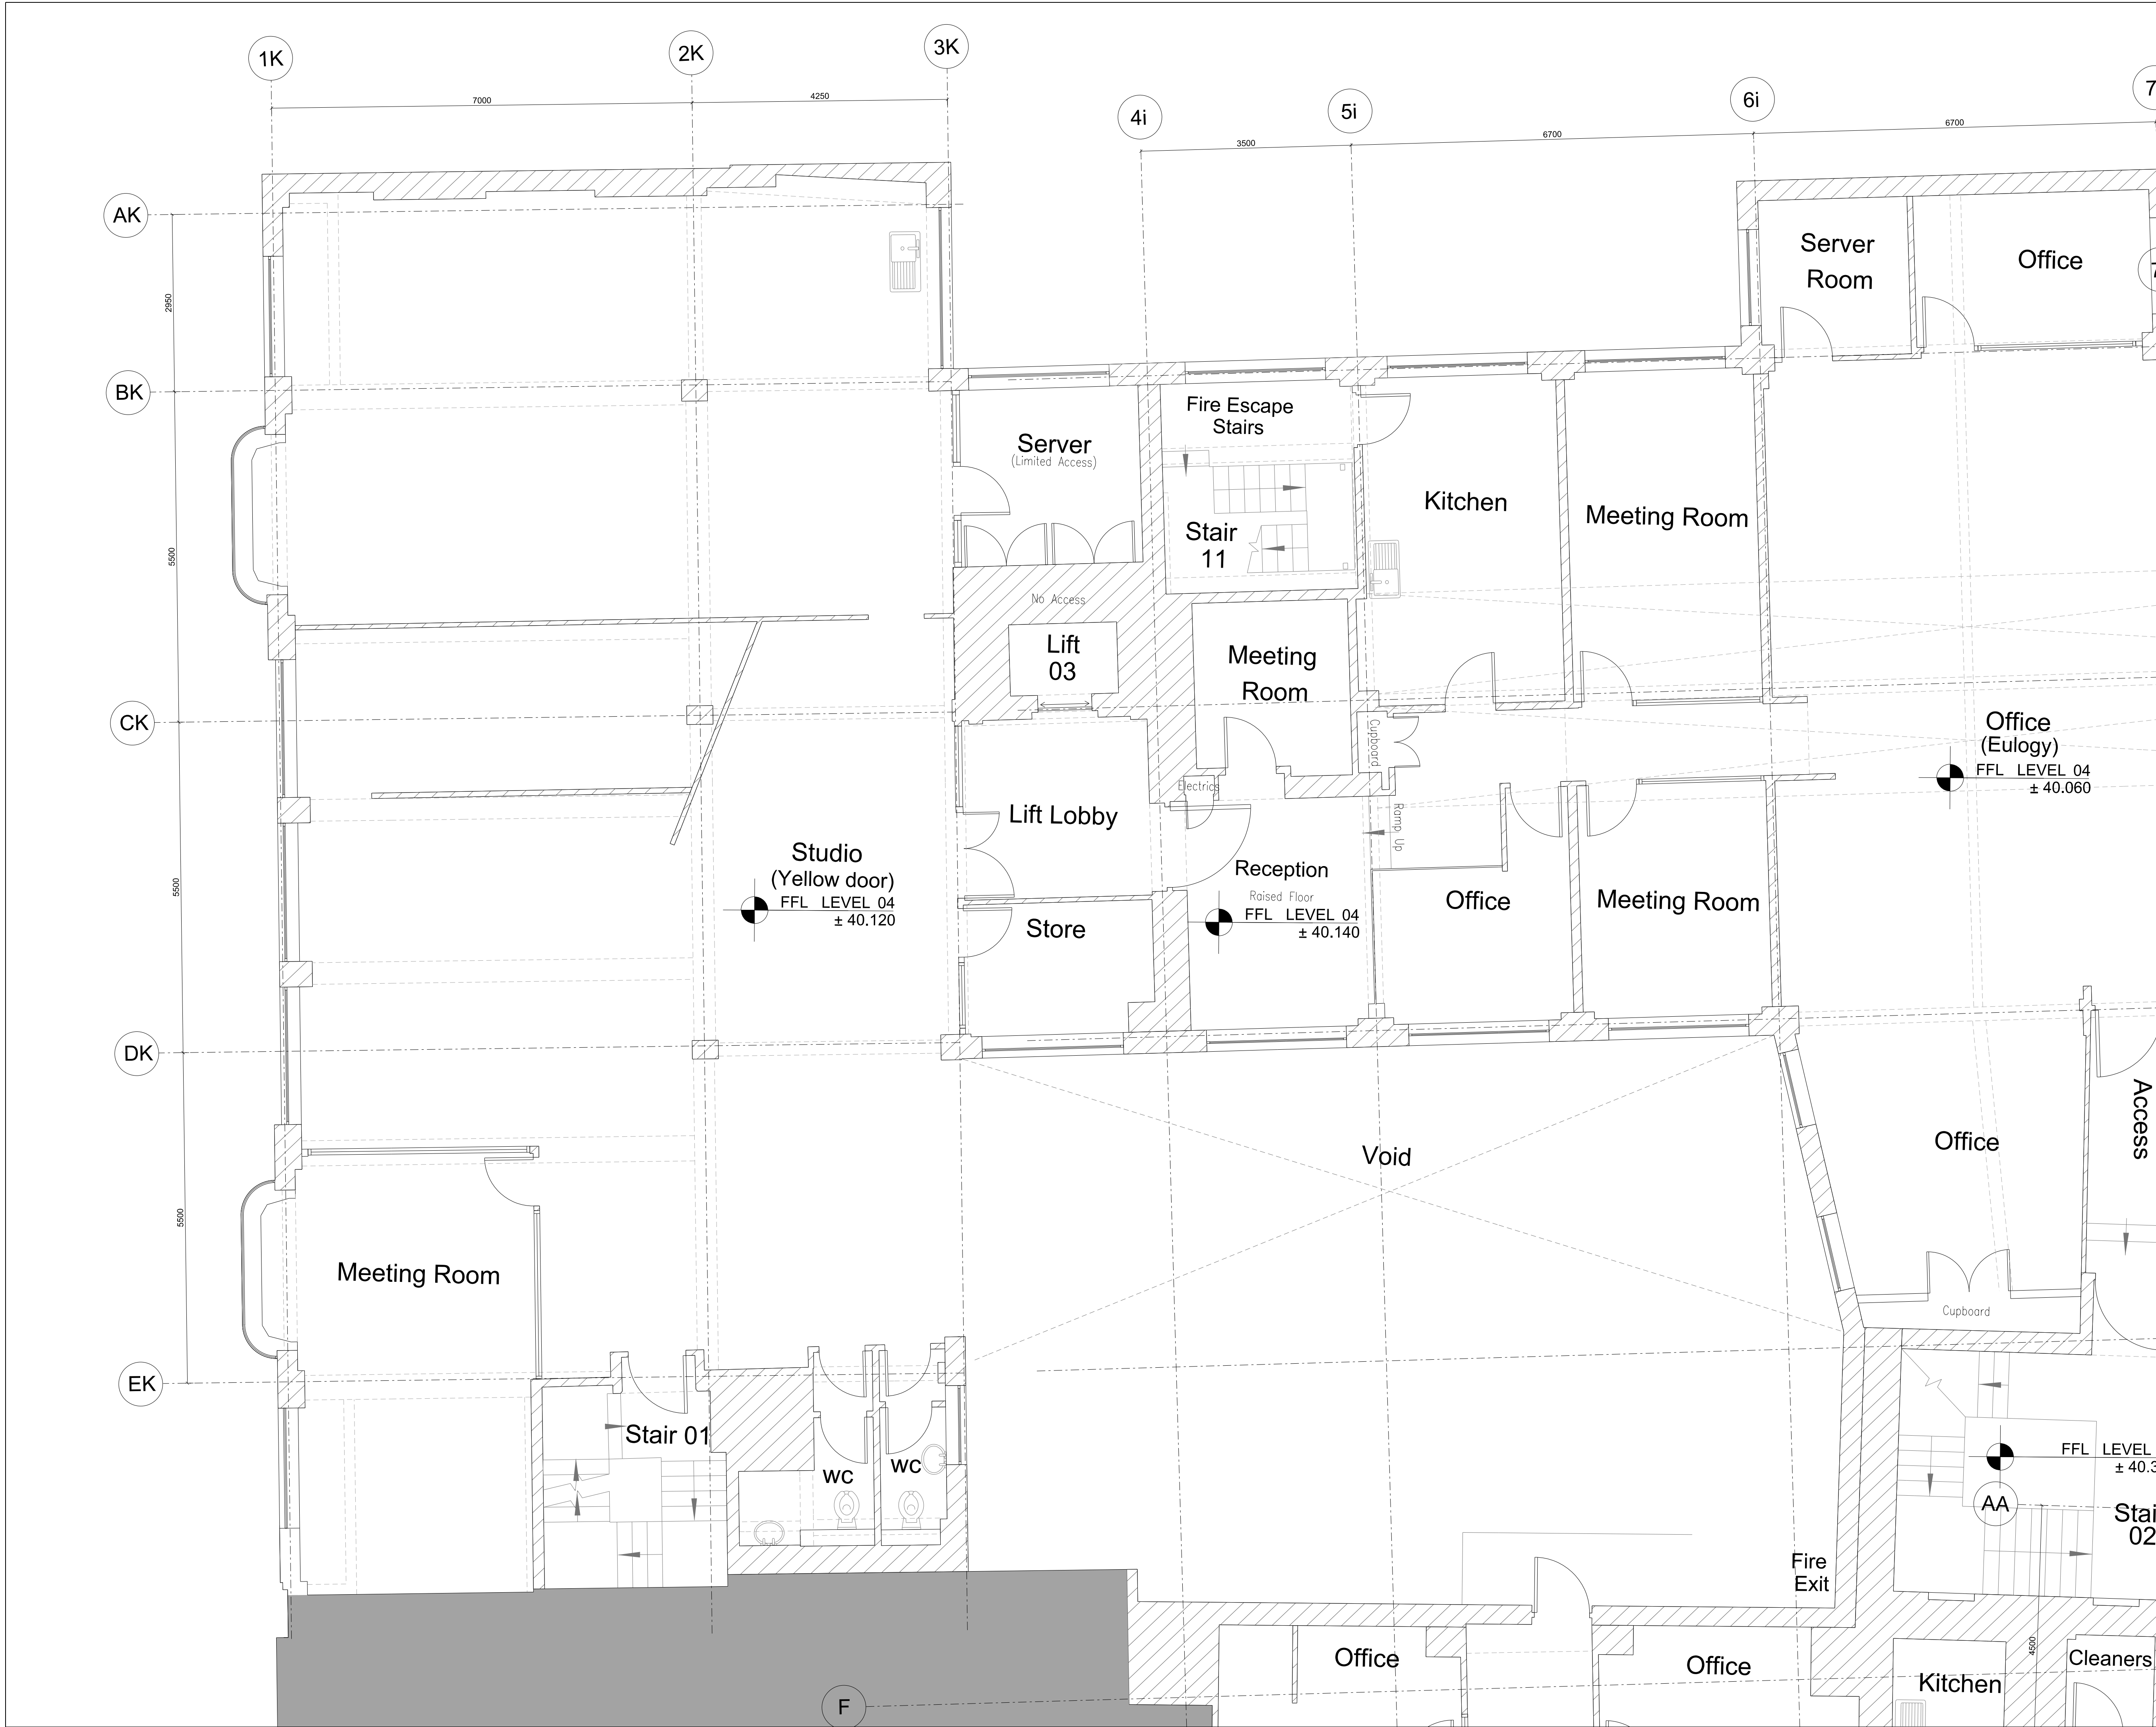 1K
2K
3K
4i
5i
6i
7000
4250
3500
6700
6700
AK
BK
CK
DK
EK
2950
5500
5500
5500
Server
Room
Office
Fire Escape
Stairs
Server
(Limited Access)
Kitchen
Meeting Room
Stair
11
No Access
Lift
03
Meeting
Room
Cupboard
Office
(Eulogy)
FFL LEVEL 04
± 40.060
Electrics
Lift Lobby
Ramp Up
Studio
(Yellow door)
FFL LEVEL 04
± 40.120
Reception
Raised Floor
FFL LEVEL 04
± 40.140
Store
Office
Meeting Room
Void
Office
Access
Cupboard
Meeting Room
Stair 01
wc
wc
FFL LEVEL
± 40.3
AA
02
Fire
Exit
4500
Office
Office
Kitchen
Cleaners
F